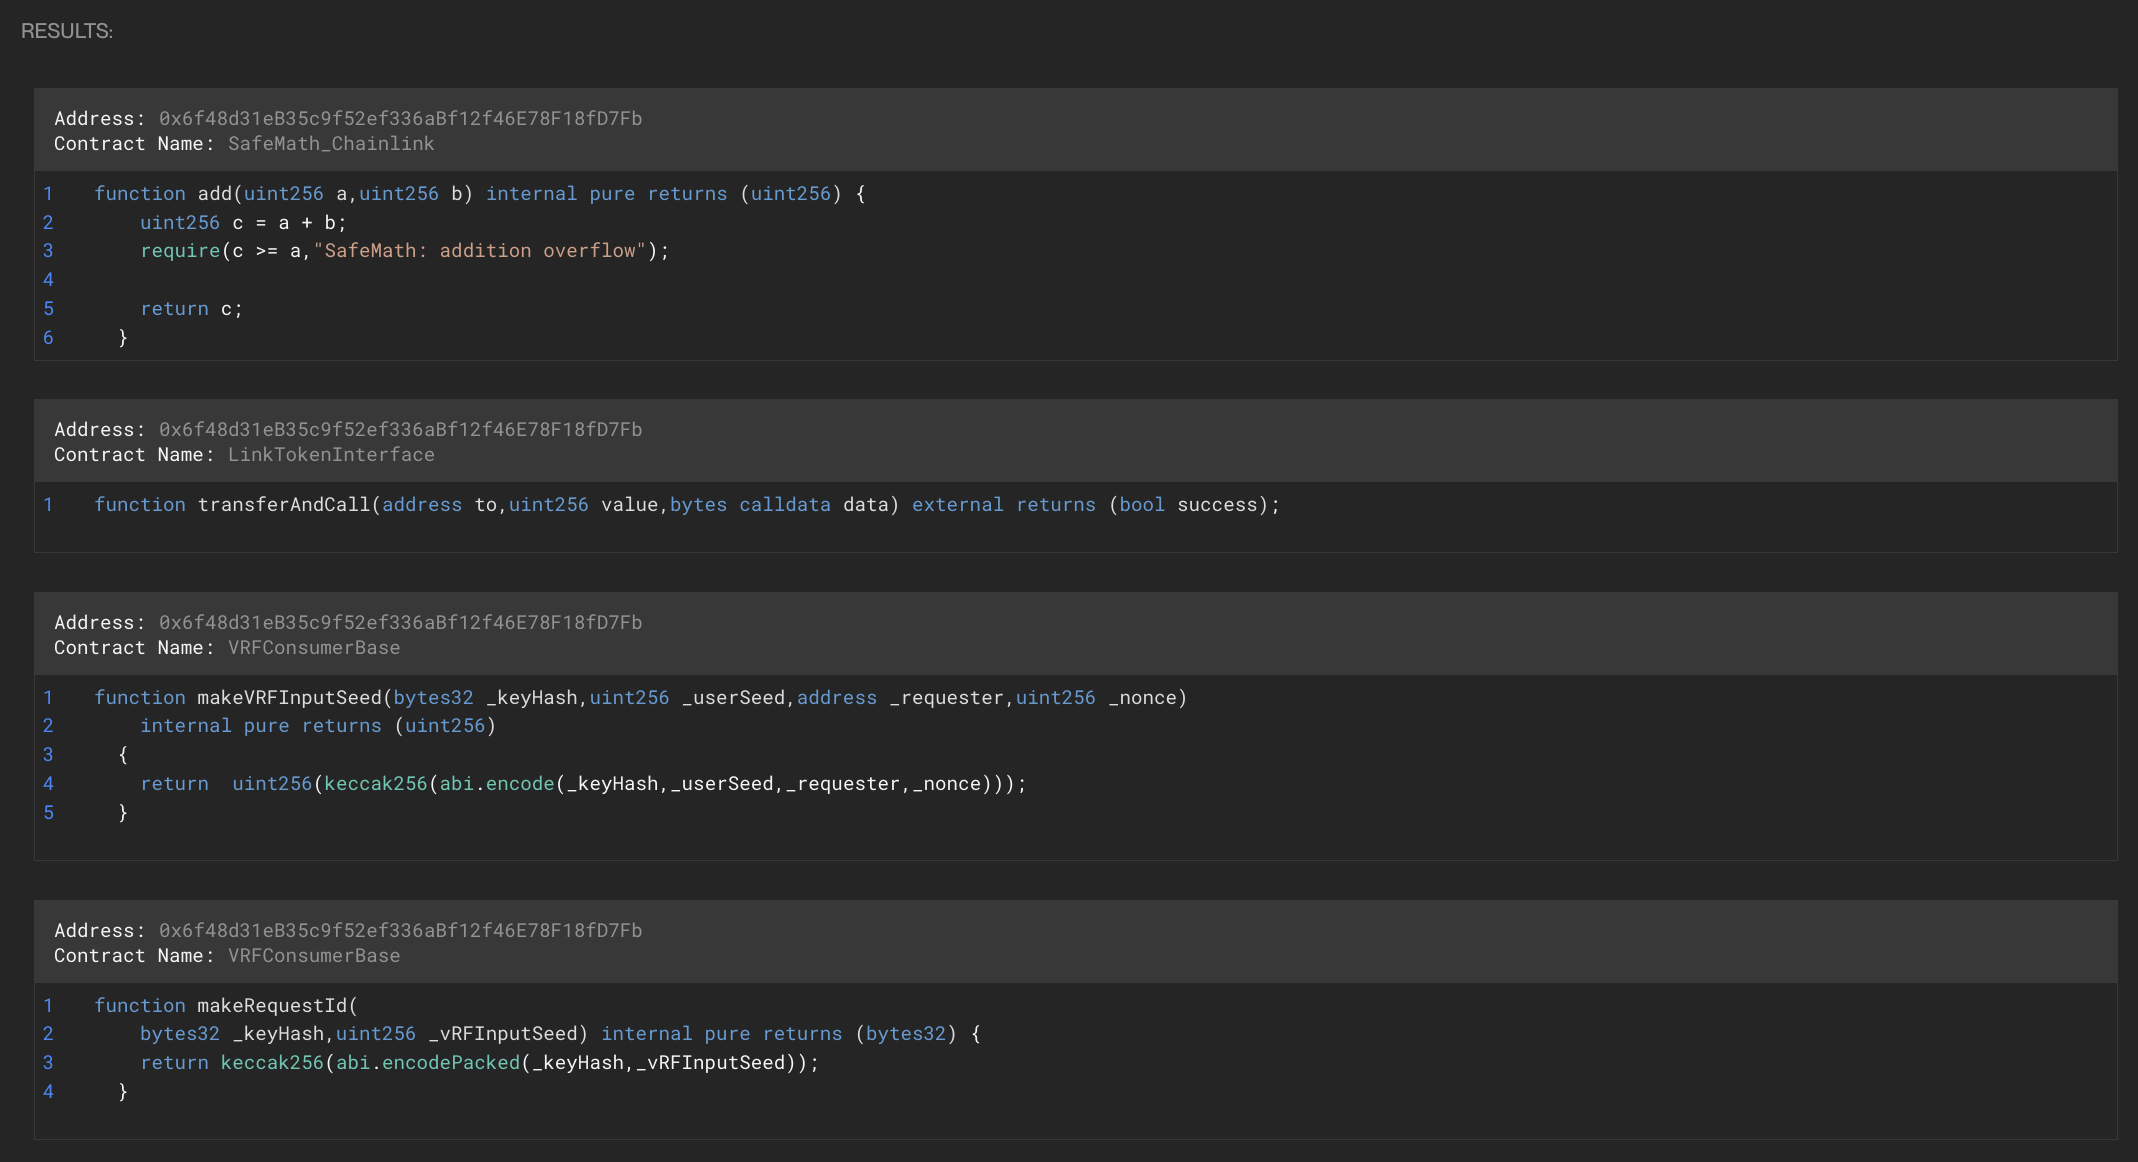 RESULTS:
Address: 0x6f48d31eB35c9f52ef336aBf12f46E78F18fD7Fb
Contract Name: SafeMath_Chainlink
1 function add(uint256 a,uint256 b) internal pure returns (uint256) {
2 uint256 c = a + b;
3 require(c >= a,"SafeMath: addition overflow");
4
5 return c;
6 }
Address: 0x6f48d31eB35c9f52ef336aBf12f46E78F18fD7Fb
Contract Name: LinkTokenInterface
1 function transferAndCall(address to,uint256 value,bytes calldata data) external returns (bool success);
Address: 0x6f48d31eB35c9f52ef336aBf12f46E78F18fD7Fb
Contract Name: VRFConsumerBase
1 function makeVRFInputSeed(bytes32 _keyHash,uint256 _userSeed,address _requester,uint256 _nonce)
2 internal pure returns (uint256)
3 {
4 return  uint256(keccak256(abi.encode(_keyHash,_userSeed,_requester,_nonce)));
5 }
Address: 0x6f48d31eB35c9f52ef336aBf12f46E78F18fD7Fb
Contract Name: VRFConsumerBase
1 function makeRequestId(
2 bytes32 _keyHash,uint256 _vRFInputSeed) internal pure returns (bytes32) {
3 return keccak256(abi.encodePacked(_keyHash,_vRFInputSeed));
4 }